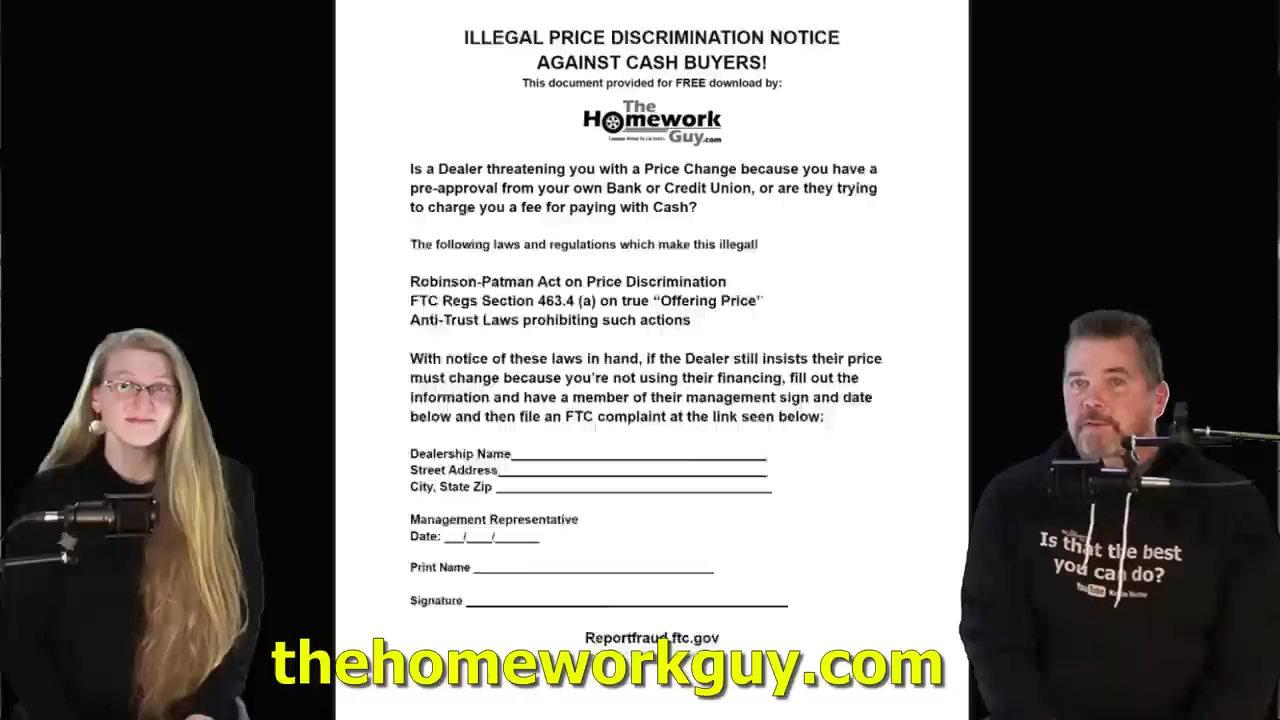 ILLEGAL PRICE DISCRIMINATION NOTICE
AGAINST CASH BUYERS!
This document provided for FREE download by:
The
Homework
Guy.com
Is a Dealer threatening you with a Price Change because you have a
pre-approval from your own Bank or Credit Union, or are they trying
to charge you a fee for paying with Cash?
The following laws and regulations which make this illegal!
Robinson-Patman Act on Price Discrimination
FTC Regs Section 463.4 (a) on true “Offering Price”
Anti-Trust Laws prohibiting such actions
With notice of these laws in hand, if the Dealer still insists their price
must change because you’re not using their financing, fill out the
information and have a member of their management sign and date
below and then file an FTC complaint at the link seen below:
Dealership Name
Street Address
City, State Zip
Management Representative
Date: ___/____/_______
Print Name
Signature
Reportfraud.ftc.gov
thehomeworkguy.com
Is that the best
you can do?
YouTube